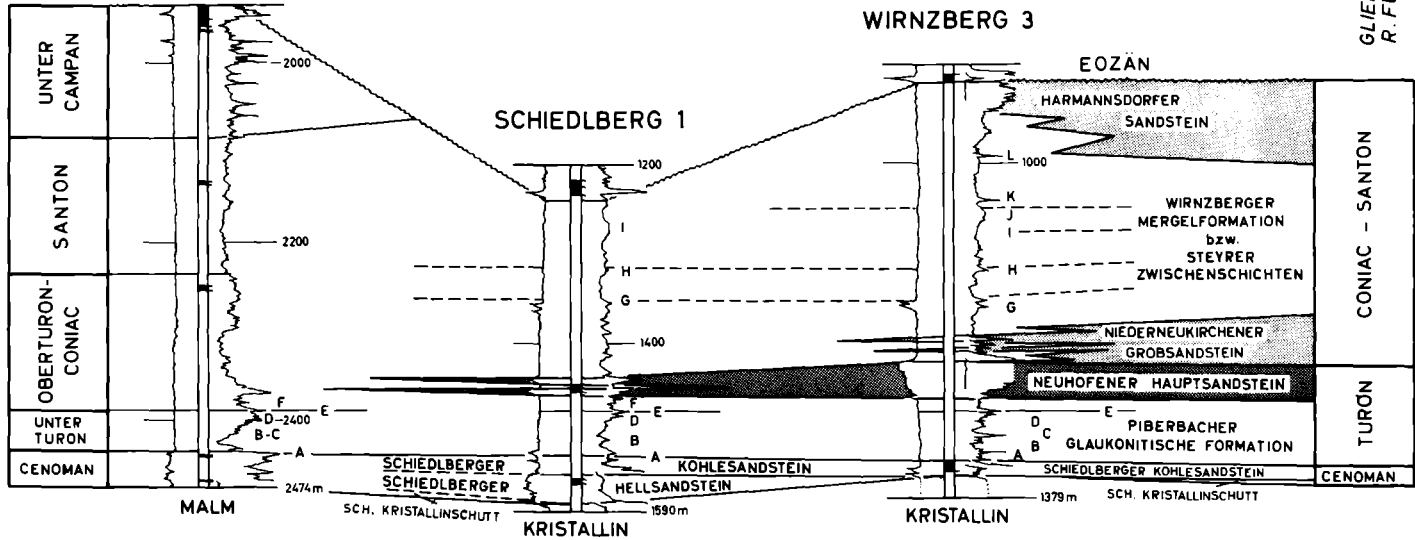 UNTER
CAMPAN
SANTON
OBERTURON-
CONIAC
UNTER
TURON
CENOMAN
2000
2200
F
E
D
2400
B-C
A
2474m
MALM
SCHIEDLBERG 1
1200
I
H
G
1400
F
E
D
B
A
SCHIEDLBERGER
KOHLESANDSTEIN
SCHIEDLBERGER
HELLSANDSTEIN
SCH. KRISTALLINSCHUTT
1590m
KRISTALLIN
WIRNZBERG 3
EOZÄN
HARMANNSDORFER
SANDSTEIN
L
1000
K
J
I
H
G
WIRNZBERGER
MERGELFORMATION
bzw.
STEYRER
ZWISCHENSCHICHTEN
NIEDERNEUKIRCHENER
GROBSANDSTEIN
NEUHOFENER HAUPTSANDSTEIN
E
D
C
B
A
PIBERBACHER
GLAUKONITISCHE FORMATION
SCHIEDLBERGER KOHLESANDSTEIN
SCH. KRISTALLINSCHUTT
1379m
KRISTALLIN
CONIAC - SANTON
TURON
CENOMAN